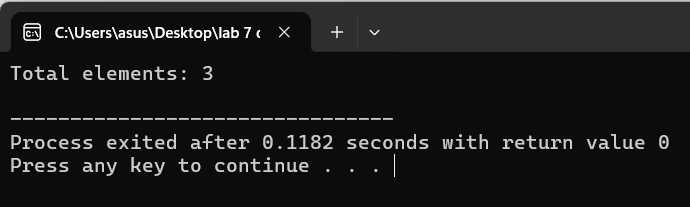 C:\Users\asus\Desktop\lab 7 c
Total elements: 3
--------------------------------
Process exited after 0.1182 seconds with return value 0
Press any key to continue . . .